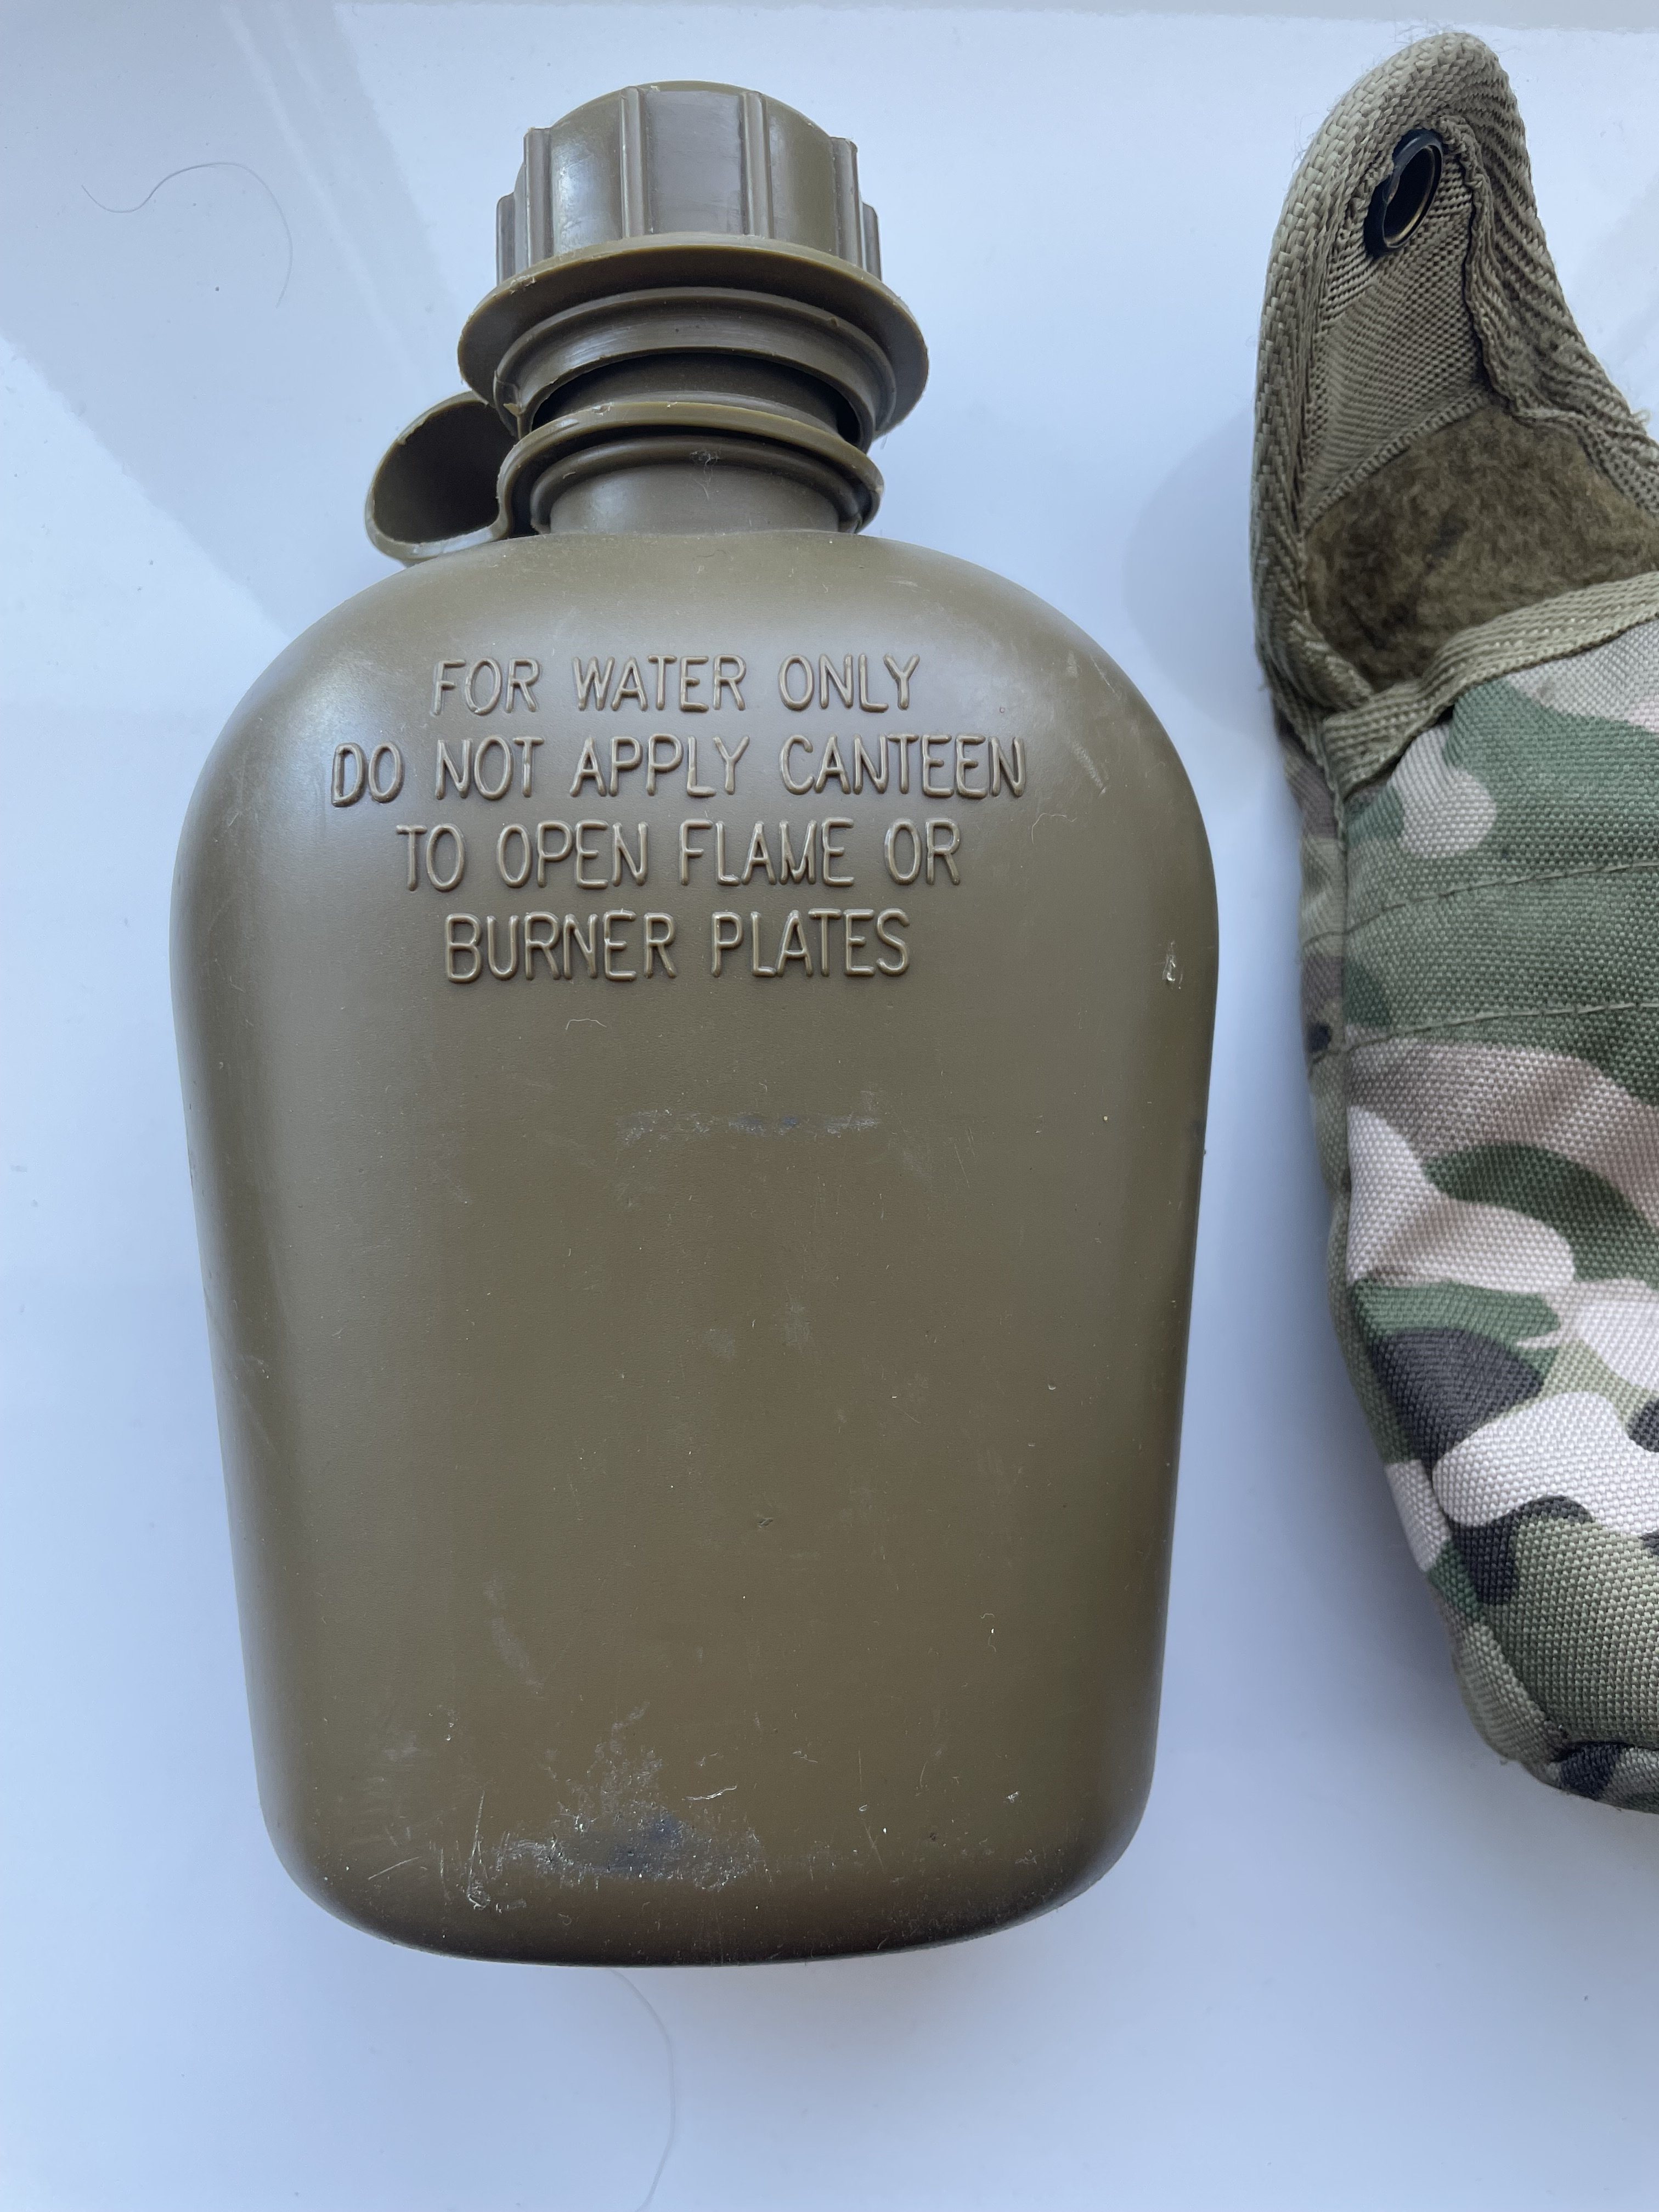 FOR WATER ONLY
DO NOT APPLY CANTEEN
TO OPEN FLAME OR
BURNER PLATES